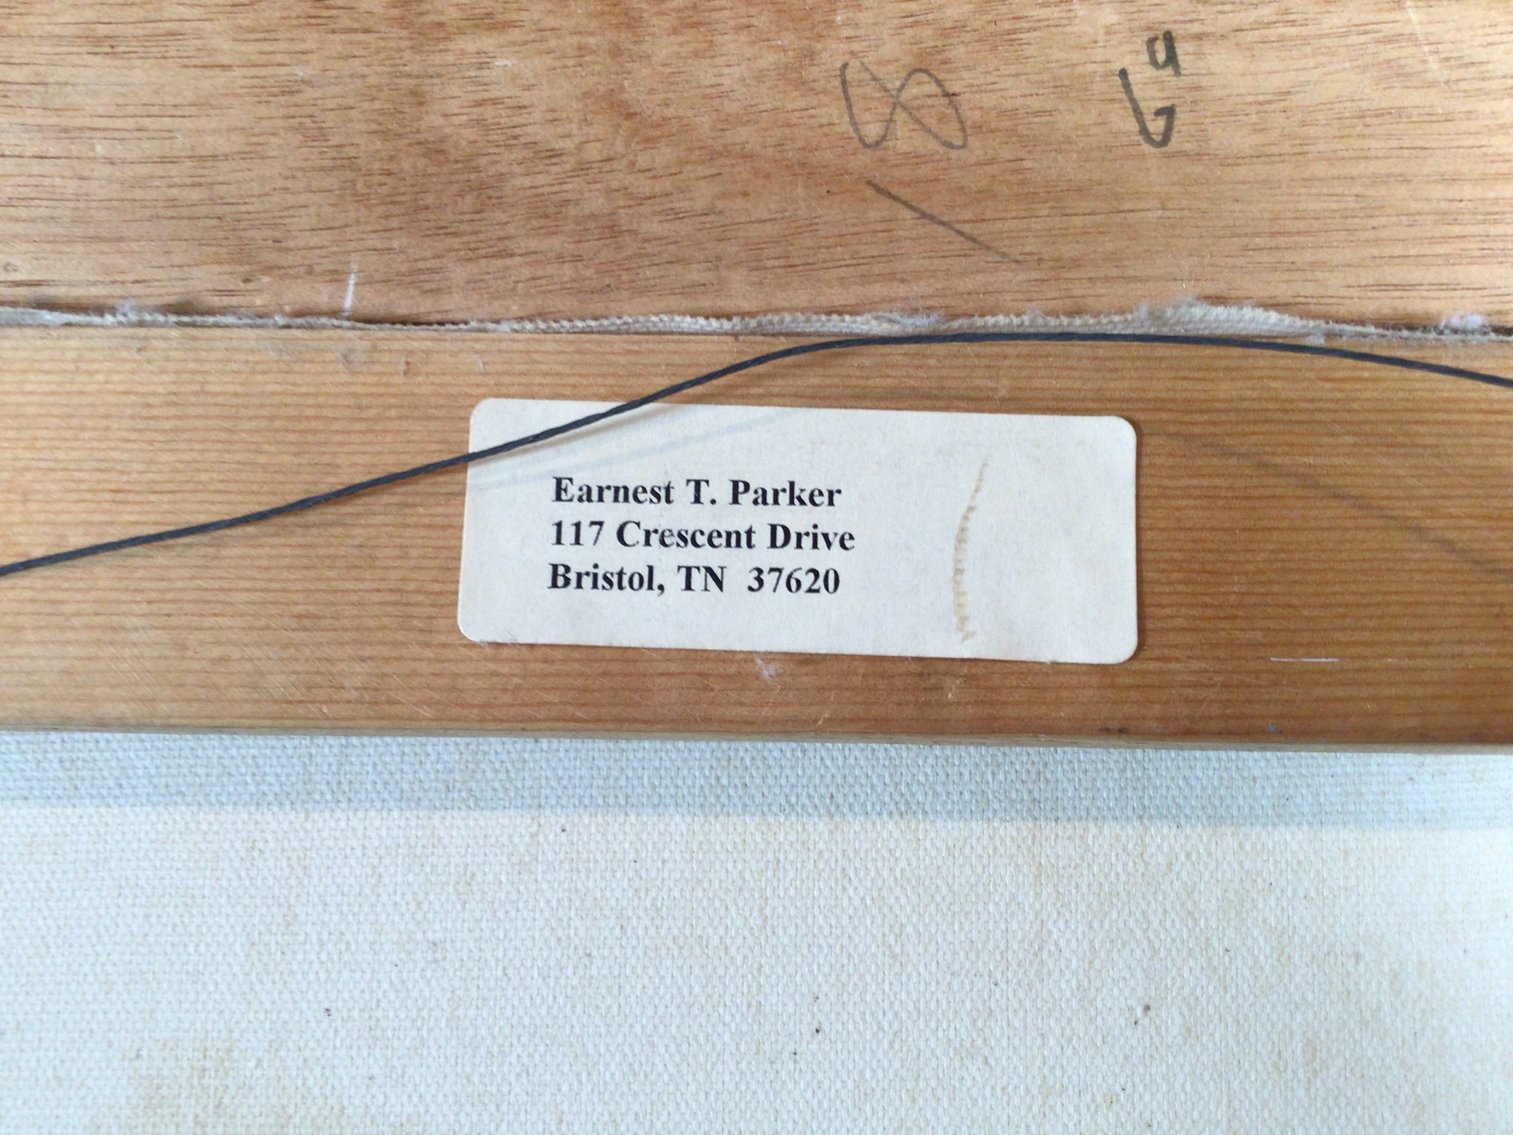 Earnest T. Parker
117 Crescent Drive
Bristol, TN 37620